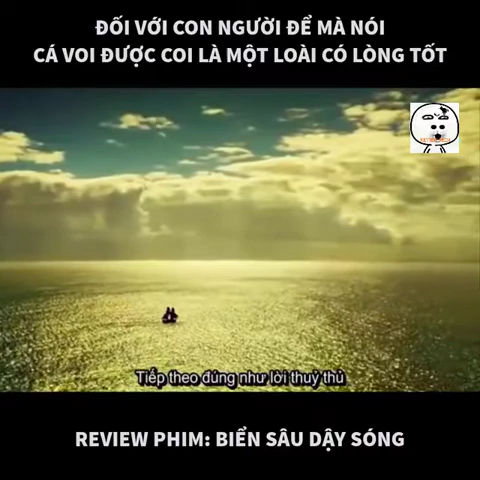 ĐỐI VỚI CON NGƯỜI ĐỂ MÀ NÓI
CÁ VOI ĐƯỢC COI LÀ MỘT LOÀI CÓ LÒNG TỐT
Tiếp theo đúng như lời thuỷ thủ
REVIEW PHIM: BIỂN SÂU DẬY SÓNG